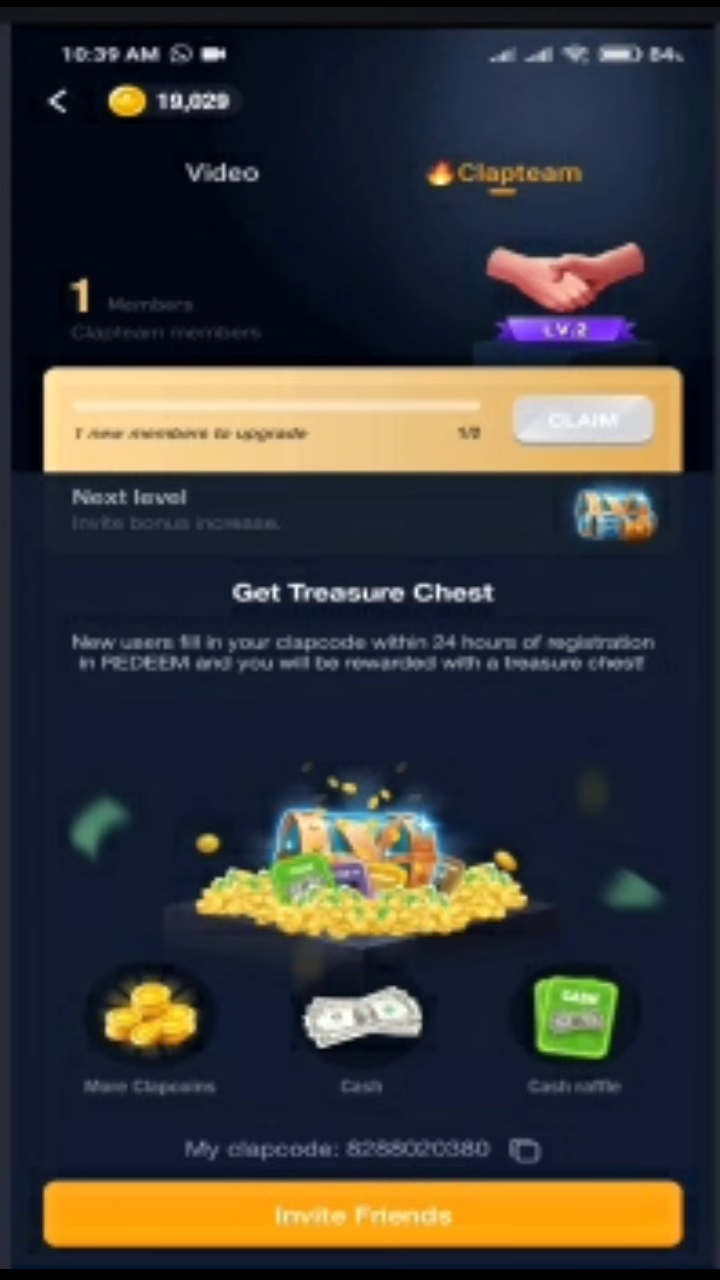 10:39 AM 84%
19,029
Video Clapteam
1 Members
Clapteam members
LV.2
1 new members to upgrade 1/2 CLAIM
Next level
Invite bonus increase.
Get Treasure Chest
New users fill in your clapcode within 24 hours of registration
in REDEEM and you will be rewarded with a treasure chest!
CASH
More Clapcoins Cash Cash raffle
My clapcode: 8288020380
Invite Friends